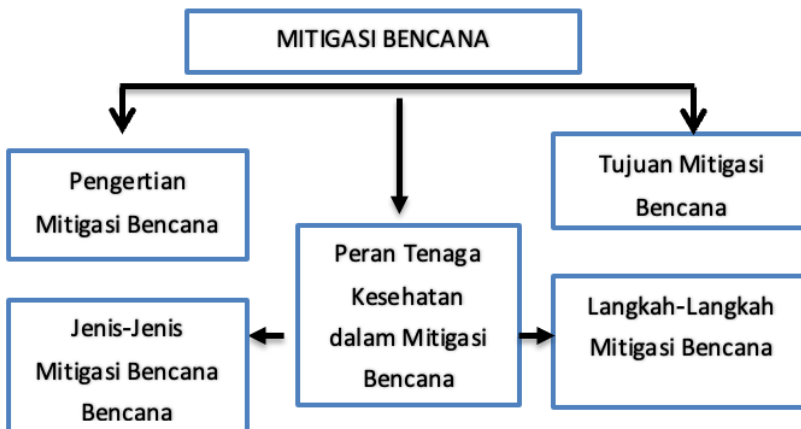 MITIGASI BENCANA
Pengertian
Mitigasi Bencana
Tujuan Mitigasi
Bencana
Peran Tenaga
Kesehatan
dalam Mitigasi
Bencana
Jenis-Jenis
Mitigasi Bencana
Bencana
Langkah-Langkah
Mitigasi Bencana